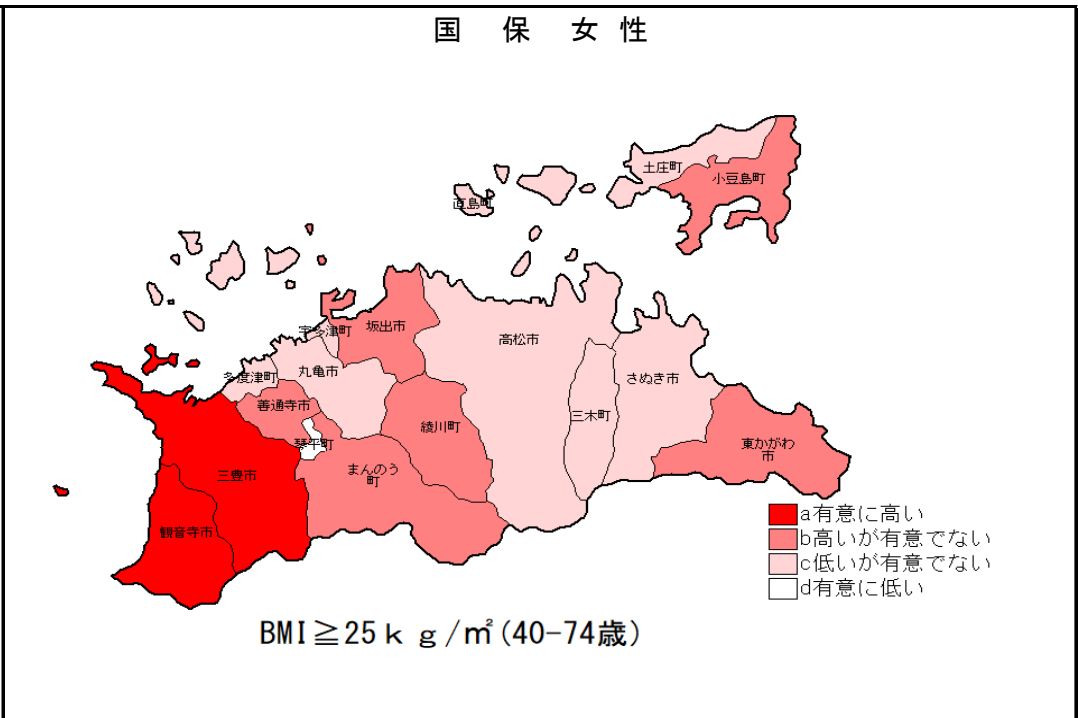 国 保 女 性
土庄町
小豆島町
直島町
宇多津町
坂出市
高松市
多度津町
丸亀市
さぬき市
善通寺市
三木町
綾川町
琴平町
東かがわ
市
まんのう
町
三豊市
観音寺市
a有意に高い
b高いが有意でない
c低いが有意でない
d有意に低い
BMI≧25ｋｇ/㎡(40-74歳)